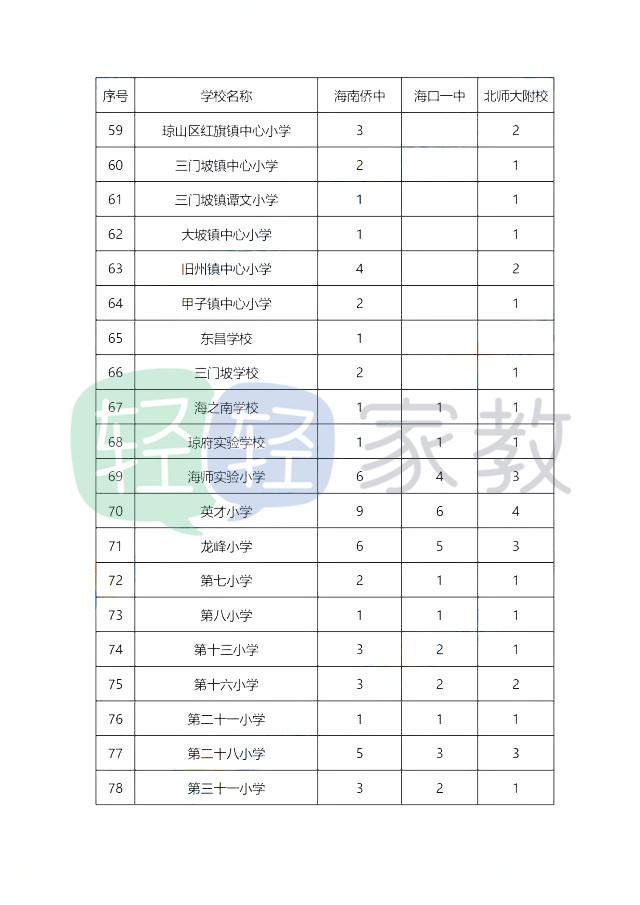 序号 学校名称 海南侨中 海口一中 北师大附校
59 琼山区红旗镇中心小学 3 2
60 三门坡镇中心小学 2 1
61 三门坡镇谭文小学 1 1
62 大坡镇中心小学 1 1
63 旧州镇中心小学 4 2
64 甲子镇中心小学 2 1
65 东昌学校 1
66 三门坡学校 2 1
67 海之南学校 1 1 1
68 琼府实验学校 1 1 1
69 海师实验小学 6 4 3
70 英才小学 9 6 4
71 龙峰小学 6 5 3
72 第七小学 2 1 1
73 第八小学 1 1 1
74 第十三小学 3 2 1
75 第十六小学 3 2 2
76 第二十一小学 1 1 1
77 第二十八小学 5 3 3
78 第三十一小学 3 2 1
轻轻家教